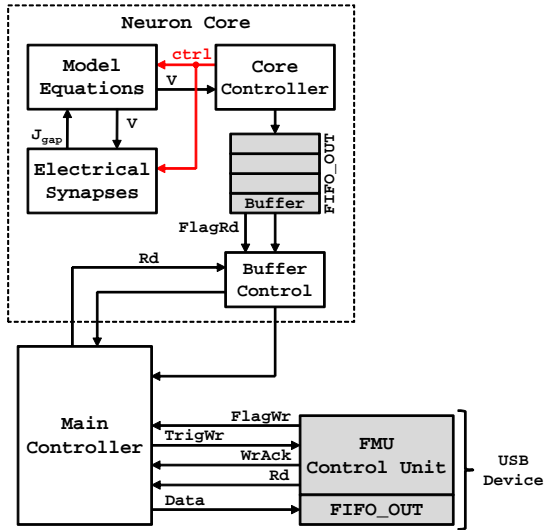 Neuron Core
ctrl
Model
Equations
V
Core
Controller
J_gap
V
Electrical
Synapses
FIFO_OUT
Buffer
FlagRd
Rd
Buffer
Control
Main
Controller
FlagWr
TrigWr
WrAck
Rd
Data
FMU
Control Unit
FIFO_OUT
USB
Device